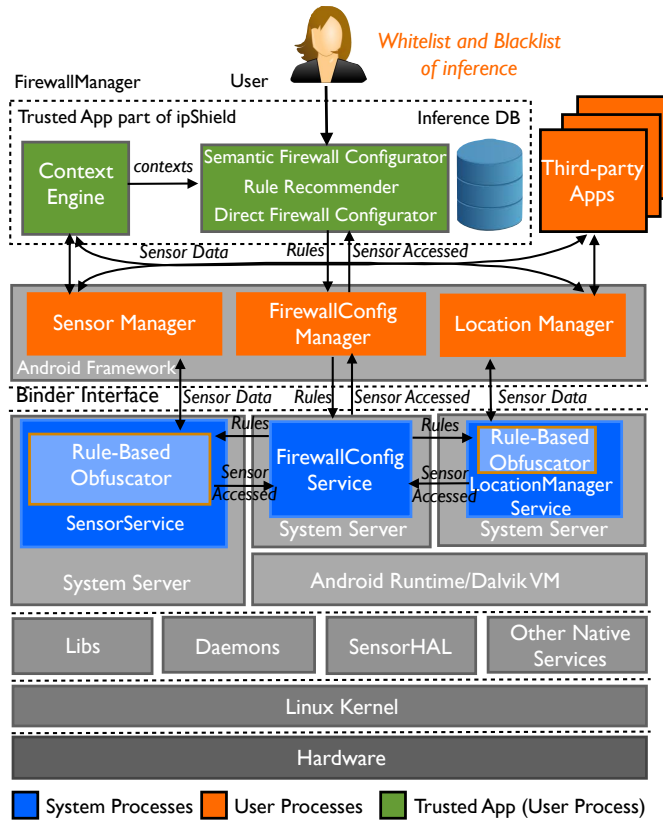 Whitelist and Blacklist
of inference
FirewallManager
User
Trusted App part of ipShield
Inference DB
Context
Engine
contexts
Semantic Firewall Configurator
Rule Recommender
Direct Firewall Configurator
Third-party
Apps
Sensor Data
Rules
Sensor Accessed
Sensor Manager
FirewallConfig
Manager
Location Manager
Android Framework
Binder Interface
Sensor Data
Rules
Sensor Accessed
Sensor Data
Rules
Rules
Rule-Based
Obfuscator
SensorService
Sensor
Accessed
FirewallConfig
Service
Sensor
Accessed
Rule-Based
Obfuscator
LocationManager
Service
System Server
System Server
System Server
Android Runtime/Dalvik VM
Libs
Daemons
SensorHAL
Other Native
Services
Linux Kernel
Hardware
System Processes
User Processes
Trusted App (User Process)